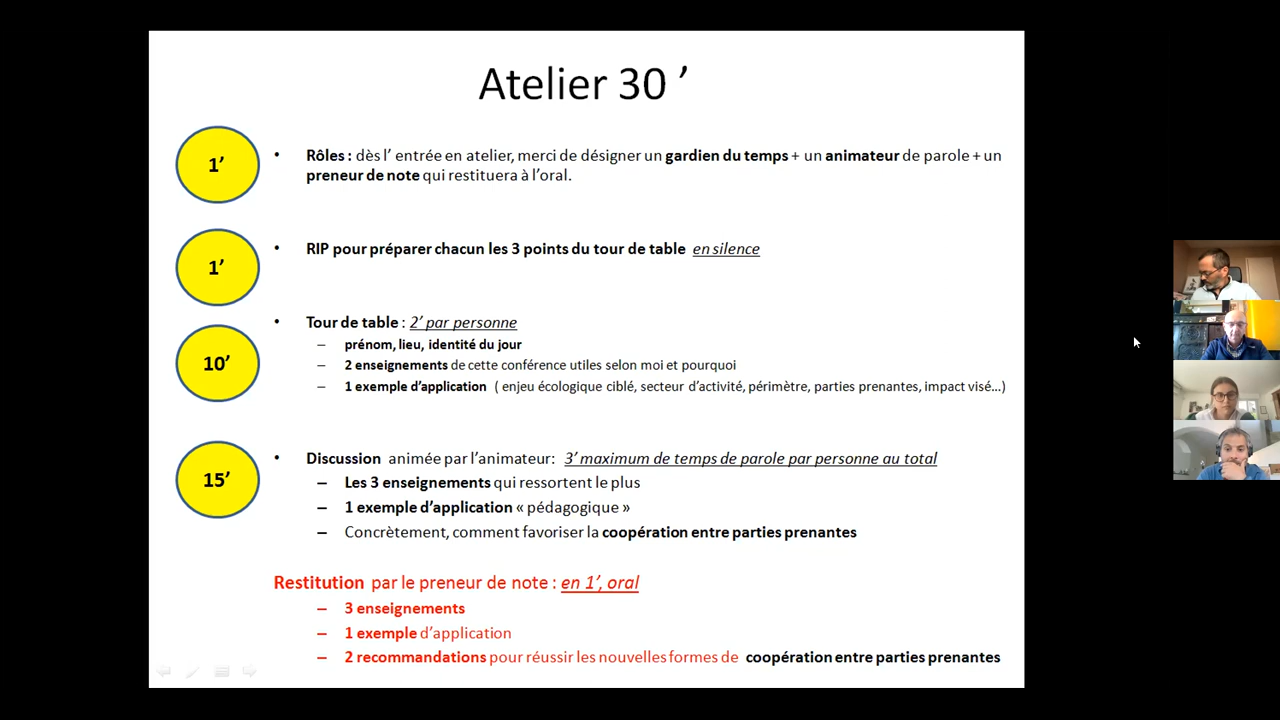 Atelier 30 ’
1’
• Rôles : dès l’ entrée en atelier, merci de désigner un gardien du temps + un animateur de parole + un
preneur de note qui restituera à l’oral.
1’
• RIP pour préparer chacun les 3 points du tour de table en silence
10’
• Tour de table : 2’ par personne
– prénom, lieu, identité du jour
– 2 enseignements de cette conférence utiles selon moi et pourquoi
– 1 exemple d’application ( enjeu écologique ciblé, secteur d’activité, périmètre, parties prenantes, impact visé…)
15’
• Discussion animée par l’animateur: 3’ maximum de temps de parole par personne au total
– Les 3 enseignements qui ressortent le plus
– 1 exemple d’application « pédagogique »
– Concrètement, comment favoriser la coopération entre parties prenantes
Restitution par le preneur de note : en 1’, oral
– 3 enseignements
– 1 exemple d’application
– 2 recommandations pour réussir les nouvelles formes de coopération entre parties prenantes